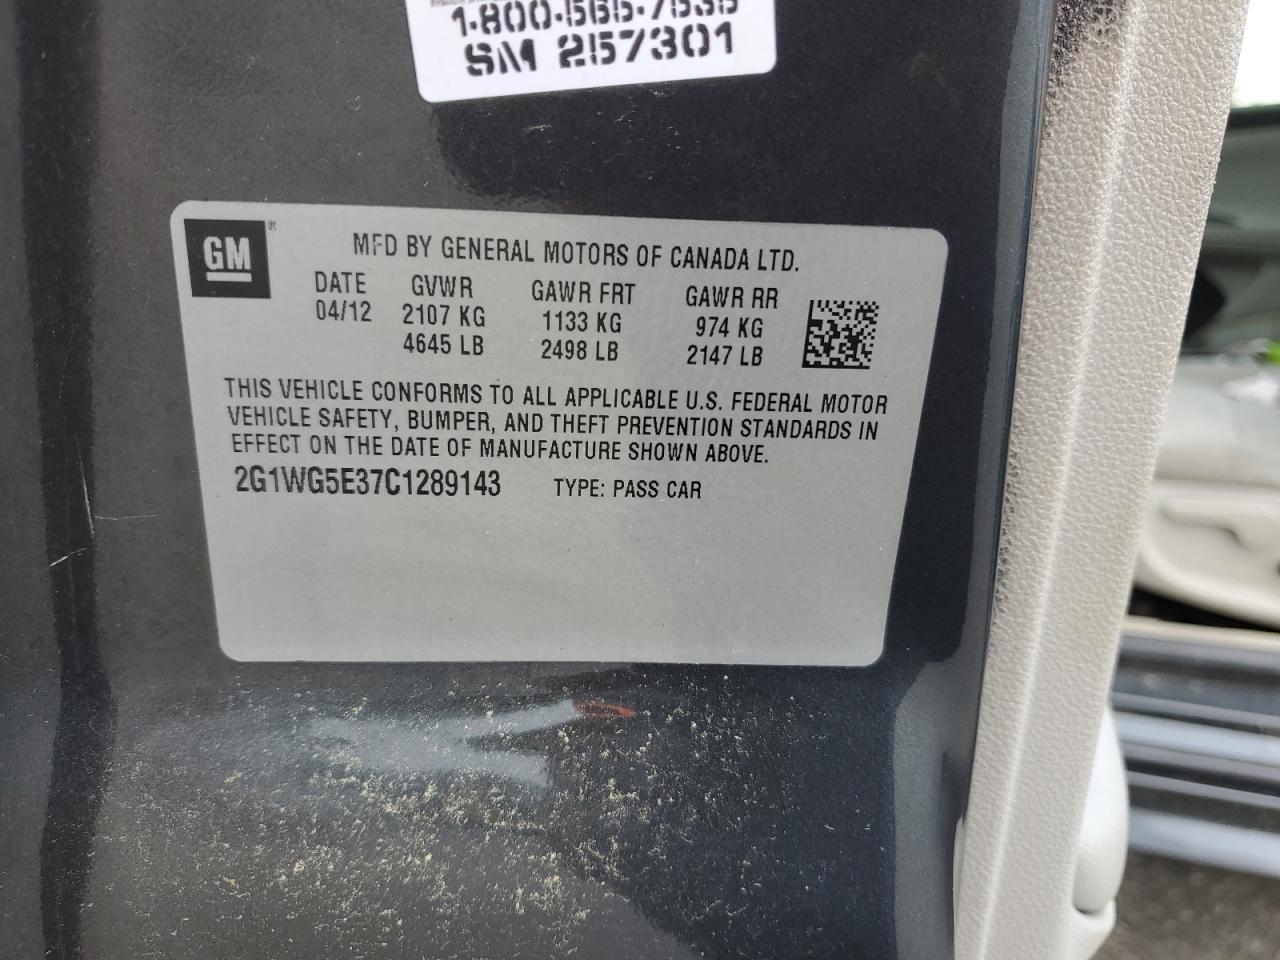 1-800-565-7535
SM 257301
GM ®
MFD BY GENERAL MOTORS OF CANADA LTD.
DATE GVWR GAWR FRT GAWR RR
04/12 2107 KG 1133 KG 974 KG
4645 LB 2498 LB 2147 LB
THIS VEHICLE CONFORMS TO ALL APPLICABLE U.S. FEDERAL MOTOR
VEHICLE SAFETY, BUMPER, AND THEFT PREVENTION STANDARDS IN
EFFECT ON THE DATE OF MANUFACTURE SHOWN ABOVE.
2G1WG5E37C1289143 TYPE: PASS CAR